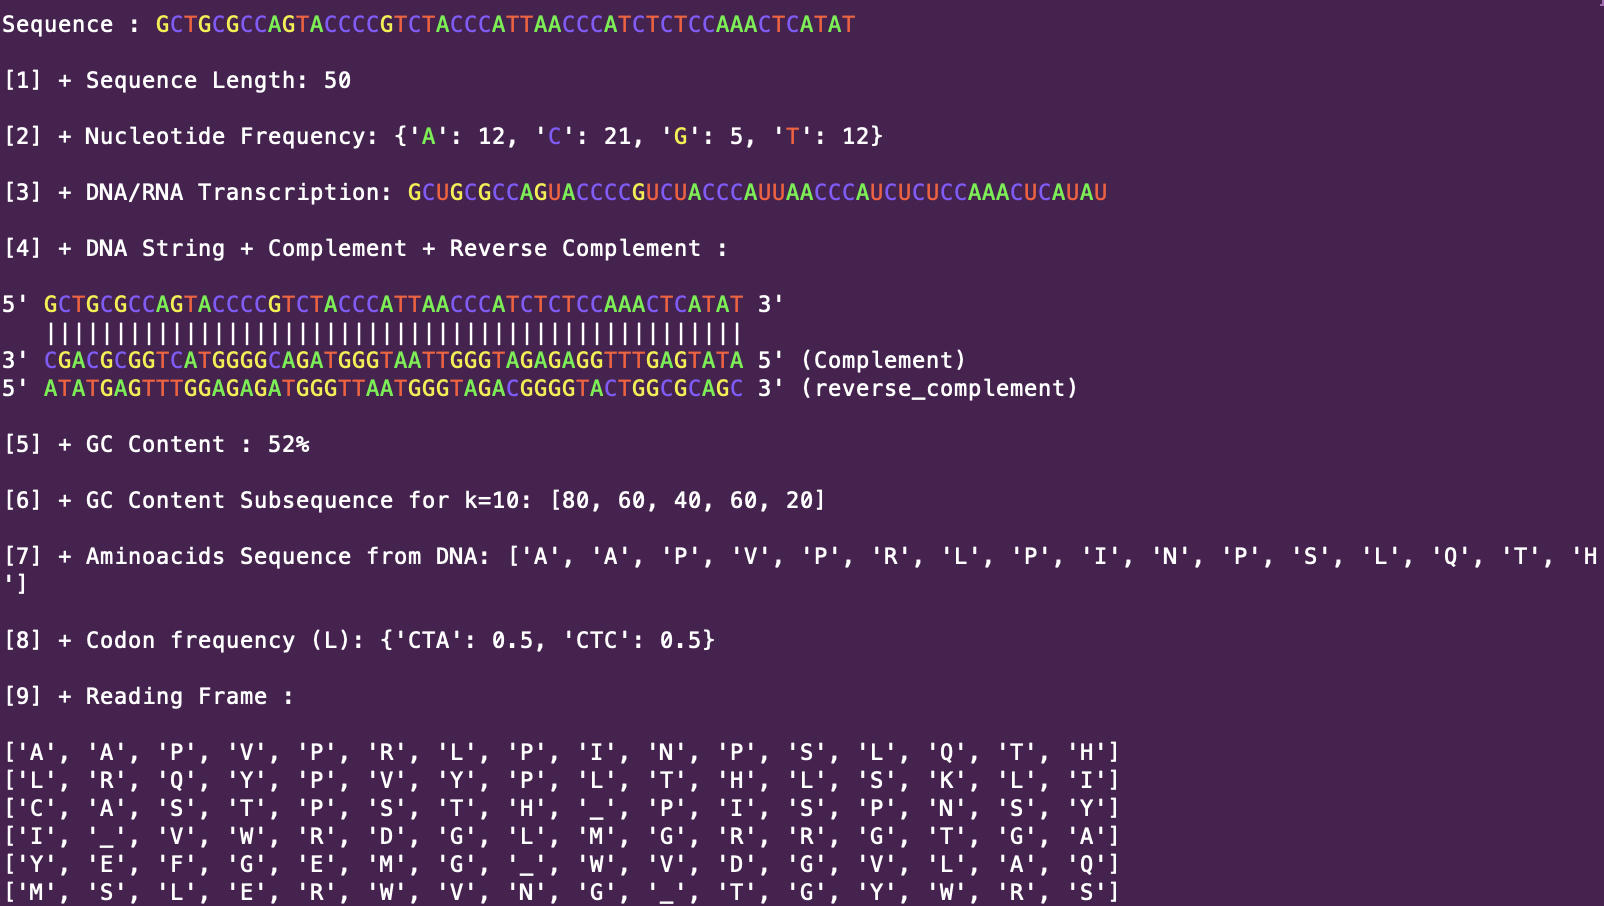 Sequence : GCTGCGCCAGTACCCCGTCTACCCATTAACCCATCTCTCCAAACTCATAT
[1] + Sequence Length: 50
[2] + Nucleotide Frequency: {'A': 12, 'C': 21, 'G': 5, 'T': 12}
[3] + DNA/RNA Transcription: GCUGCGCCAGUACCCCGUCUACCCAUUAACCCAUCUCUCCAAACUCAUAU
[4] + DNA String + Complement + Reverse Complement :
5' GCTGCGCCAGTACCCCGTCTACCCATTAACCCATCTCTCCAAACTCATAT 3'
||||||||||||||||||||||||||||||||||||||||||||||||||
3' CGACGCGGTCATGGGGCAGATGGGTAATTGGGTAGAGAGGTTTGAGTATA 5' (Complement)
5' ATATGAGTTTGGAGAGATGGGTTAATGGGTAGACGGGGTACTGGCGCAGC 3' (reverse_complement)
[5] + GC Content : 52%
[6] + GC Content Subsequence for k=10: [80, 60, 40, 60, 20]
[7] + Aminoacids Sequence from DNA: ['A', 'A', 'P', 'V', 'P', 'R', 'L', 'P', 'I', 'N', 'P', 'S', 'L', 'Q', 'T', 'H
']
[8] + Codon frequency (L): {'CTA': 0.5, 'CTC': 0.5}
[9] + Reading Frame :
['A', 'A', 'P', 'V', 'P', 'R', 'L', 'P', 'I', 'N', 'P', 'S', 'L', 'Q', 'T', 'H']
['L', 'R', 'Q', 'Y', 'P', 'V', 'Y', 'P', 'L', 'T', 'H', 'L', 'S', 'K', 'L', 'I']
['C', 'A', 'S', 'T', 'P', 'S', 'T', 'H', '_', 'P', 'I', 'S', 'P', 'N', 'S', 'Y']
['I', '_', 'V', 'W', 'R', 'D', 'G', 'L', 'M', 'G', 'R', 'R', 'G', 'T', 'G', 'A']
['Y', 'E', 'F', 'G', 'E', 'M', 'G', '_', 'W', 'V', 'D', 'G', 'V', 'L', 'A', 'Q']
['M', 'S', 'L', 'E', 'R', 'W', 'V', 'N', 'G', '_', 'T', 'G', 'Y', 'W', 'R', 'S']